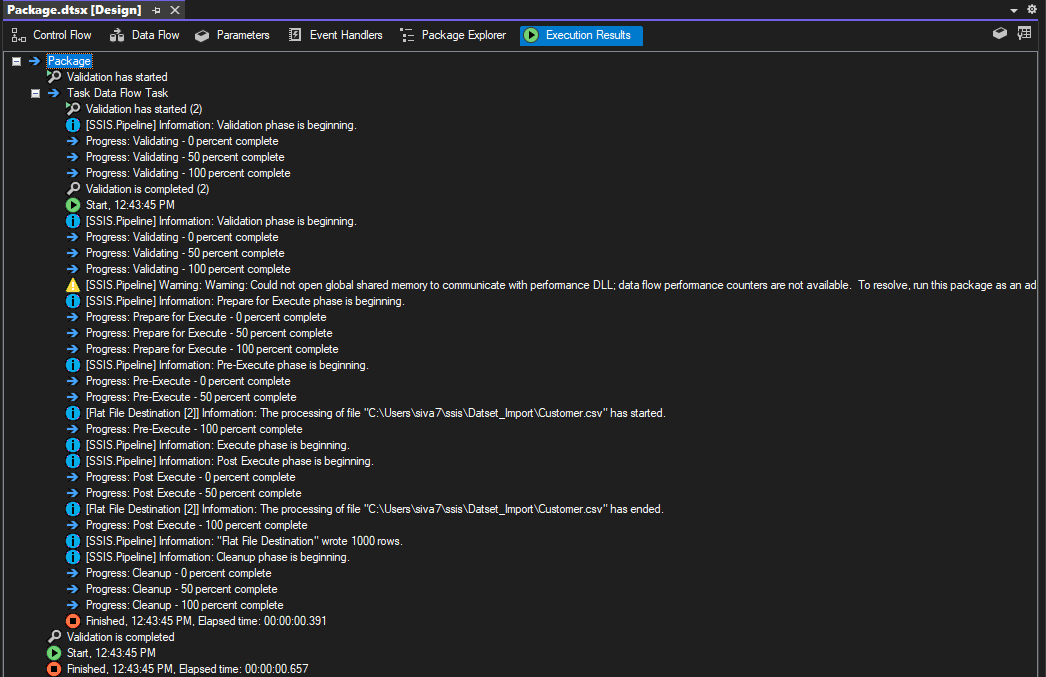 Package.dtsx [Design]
Control Flow Data Flow Parameters Event Handlers Package Explorer Execution Results
Package
Validation has started
Task Data Flow Task
Validation has started (2)
[SSIS.Pipeline] Information: Validation phase is beginning.
Progress: Validating - 0 percent complete
Progress: Validating - 50 percent complete
Progress: Validating - 100 percent complete
Validation is completed (2)
Start, 12:43:45 PM
[SSIS.Pipeline] Information: Validation phase is beginning.
Progress: Validating - 0 percent complete
Progress: Validating - 50 percent complete
Progress: Validating - 100 percent complete
[SSIS.Pipeline] Warning: Warning: Could not open global shared memory to communicate with performance DLL; data flow performance counters are not available.  To resolve, run this package as an ad
[SSIS.Pipeline] Information: Prepare for Execute phase is beginning.
Progress: Prepare for Execute - 0 percent complete
Progress: Prepare for Execute - 50 percent complete
Progress: Prepare for Execute - 100 percent complete
[SSIS.Pipeline] Information: Pre-Execute phase is beginning.
Progress: Pre-Execute - 0 percent complete
Progress: Pre-Execute - 50 percent complete
[Flat File Destination [2]] Information: The processing of file "C:\Users\siva7\ssis\Datset_Import\Customer.csv" has started.
Progress: Pre-Execute - 100 percent complete
[SSIS.Pipeline] Information: Execute phase is beginning.
[SSIS.Pipeline] Information: Post Execute phase is beginning.
Progress: Post Execute - 0 percent complete
Progress: Post Execute - 50 percent complete
[Flat File Destination [2]] Information: The processing of file "C:\Users\siva7\ssis\Datset_Import\Customer.csv" has ended.
Progress: Post Execute - 100 percent complete
[SSIS.Pipeline] Information: "Flat File Destination" wrote 1000 rows.
[SSIS.Pipeline] Information: Cleanup phase is beginning.
Progress: Cleanup - 0 percent complete
Progress: Cleanup - 50 percent complete
Progress: Cleanup - 100 percent complete
Finished, 12:43:45 PM, Elapsed time: 00:00:00.391
Validation is completed
Start, 12:43:45 PM
Finished, 12:43:45 PM, Elapsed time: 00:00:00.657